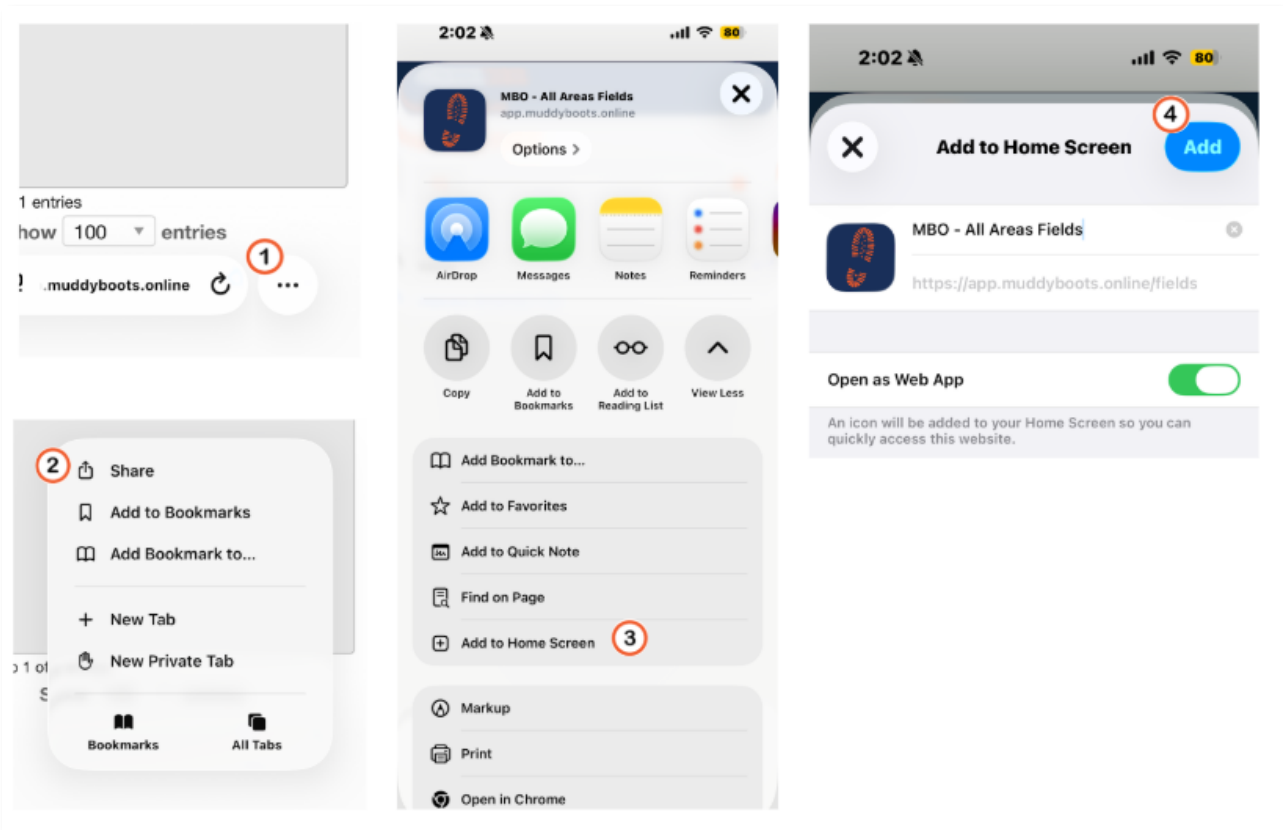 1 entries
how 100 entries
1
.muddyboots.online
2
Share
Add to Bookmarks
Add Bookmark to...
New Tab
New Private Tab
1 of
S
Bookmarks
All Tabs
2:02
80
MBO - All Areas Fields
app.muddyboots.online
Options >
AirDrop
Messages
Notes
Reminders
Copy
Add to
Bookmarks
Add to
Reading List
View Less
Add Bookmark to...
Add to Favorites
Add to Quick Note
Find on Page
Add to Home Screen
3
Markup
Print
Open in Chrome
2:02
80
4
Add to Home Screen
Add
MBO - All Areas Fields
https://app.muddyboots.online/fields
Open as Web App
An icon will be added to your Home Screen so you can
quickly access this website.